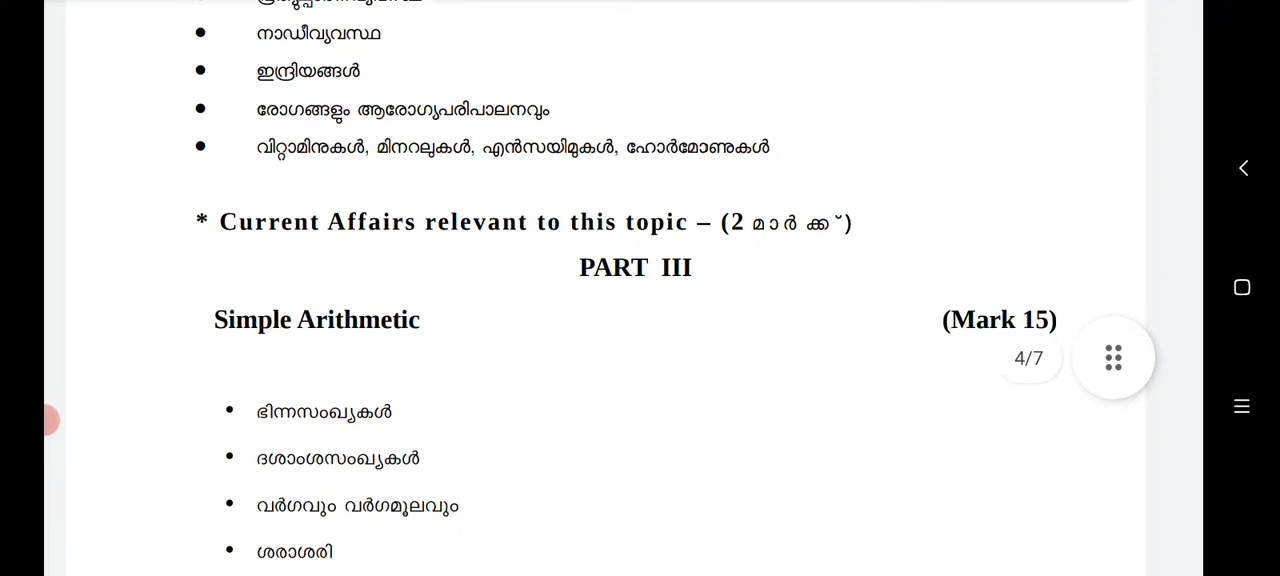 ● നാഡീവ്യവസ്ഥ
● ഇന്ദ്രിയങ്ങൾ
● രോഗങ്ങളും ആരോഗ്യപരിപാലനവും
● വിറ്റാമിനുകൾ, മിനറലുകൾ, എൻസയിമുകൾ, ഹോർമോണുകൾ
* Current Affairs relevant to this topic – (2 മാർക്ക്)
PART III
Simple Arithmetic (Mark 15)
4/7
• ഭിന്നസംഖ്യകൾ
• ദശാംശസംഖ്യകൾ
• വർഗവും വർഗമൂലവും
• ശരാശരി